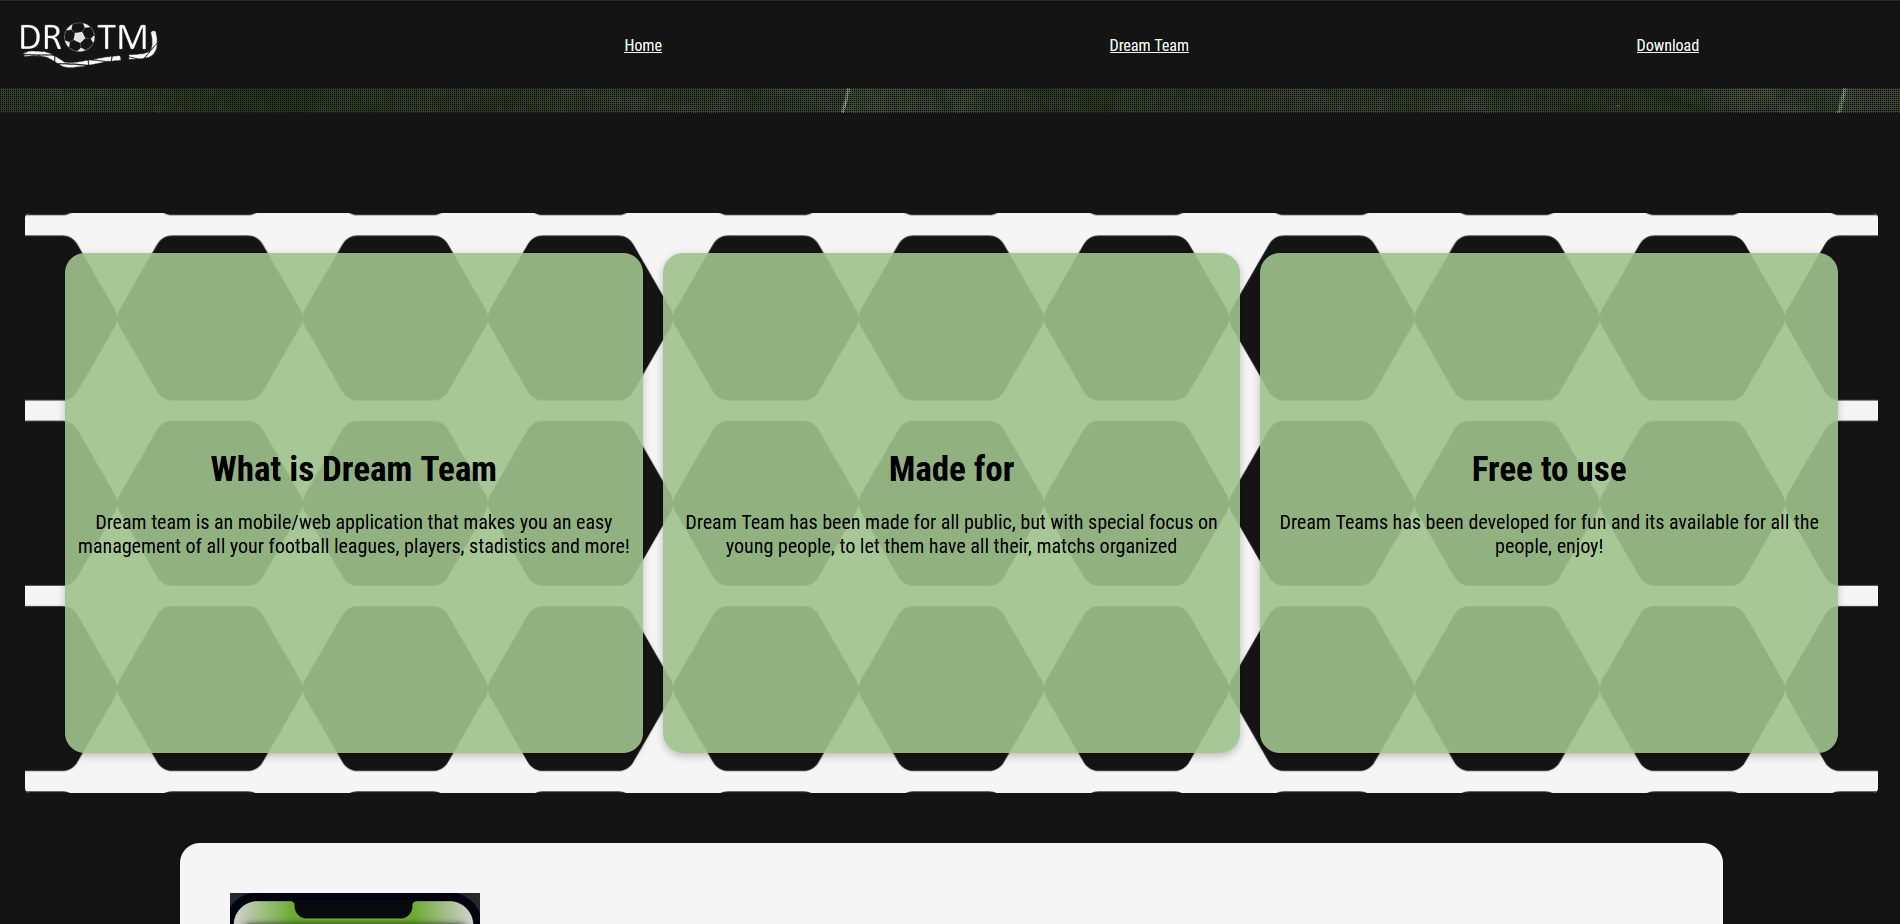 DROTM
Home
Dream Team
Download
What is Dream Team
Dream team is an mobile/web application that makes you an easy
management of all your football leagues, players, stadistics and more!
Made for
Dream Team has been made for all public, but with special focus on
young people, to let them have all their, matchs organized
Free to use
Dream Teams has been developed for fun and its available for all the
people, enjoy!